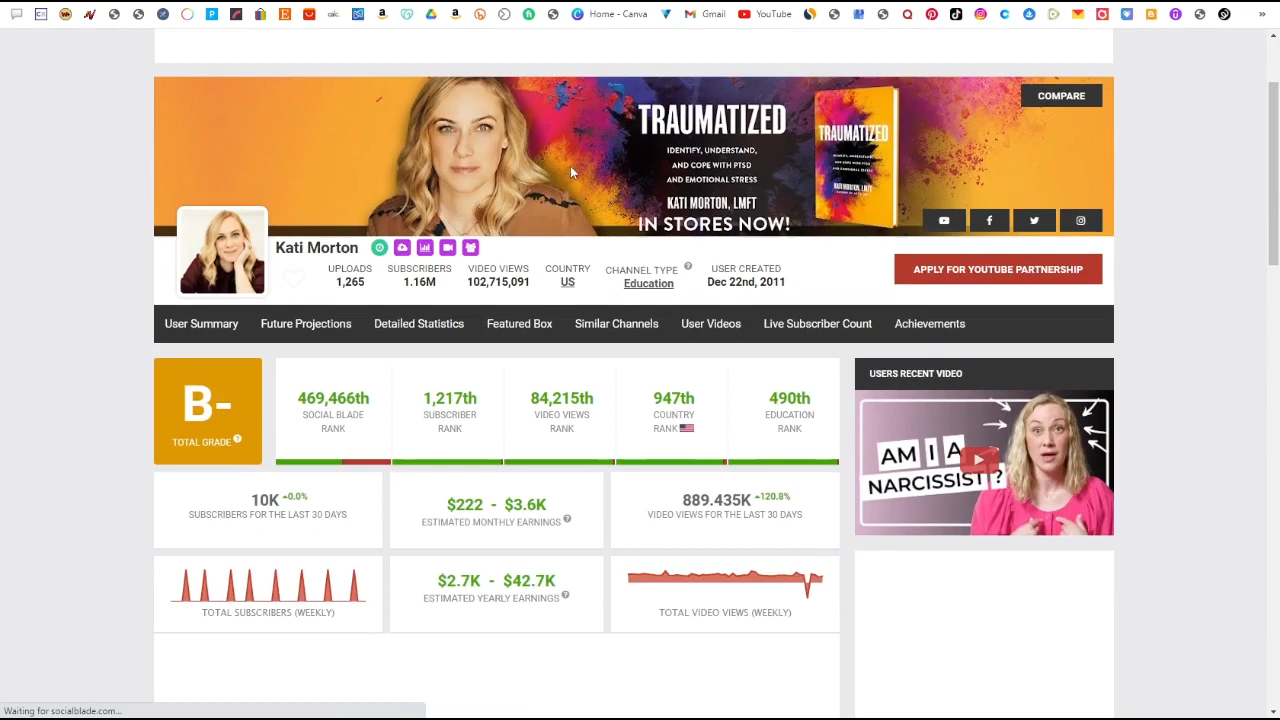 Home - Canva
Gmail
YouTube
»
COMPARE
TRAUMATIZED
IDENTIFY, UNDERSTAND,
AND COPE WITH PTSD
AND EMOTIONAL STRESS
KATI MORTON, LMFT
IN STORES NOW!
TRAUMATIZED
KATI MORTON, LMFT
Kati Morton
UPLOADS
1,265
SUBSCRIBERS
1.16M
VIDEO VIEWS
102,715,091
COUNTRY
US
CHANNEL TYPE
Education
USER CREATED
Dec 22nd, 2011
APPLY FOR YOUTUBE PARTNERSHIP
User Summary
Future Projections
Detailed Statistics
Featured Box
Similar Channels
User Videos
Live Subscriber Count
Achievements
B-
TOTAL GRADE
469,466th
SOCIAL BLADE
RANK
1,217th
SUBSCRIBER
RANK
84,215th
VIDEO VIEWS
RANK
947th
COUNTRY
RANK
490th
EDUCATION
RANK
USERS RECENT VIDEO
AM I A
NARCISSIST ?
10K 0.0%
SUBSCRIBERS FOR THE LAST 30 DAYS
$222 - $3.6K
ESTIMATED MONTHLY EARNINGS
889.435K 120.8%
VIDEO VIEWS FOR THE LAST 30 DAYS
TOTAL SUBSCRIBERS (WEEKLY)
$2.7K - $42.7K
ESTIMATED YEARLY EARNINGS
TOTAL VIDEO VIEWS (WEEKLY)
Waiting for socialblade.com...